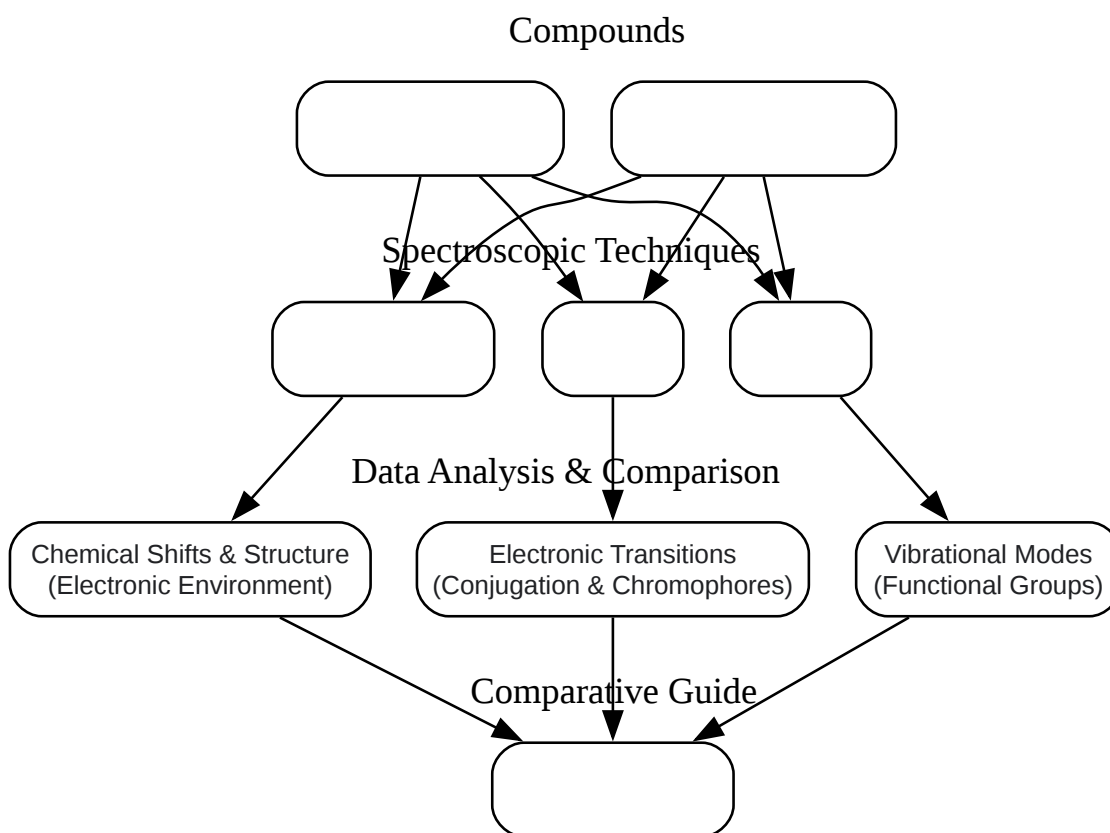 Compounds
Spectroscopic Techniques
Data Analysis & Comparison
Chemical Shifts & Structure
(Electronic Environment)
Electronic Transitions
(Conjugation & Chromophores)
Vibrational Modes
(Functional Groups)
Comparative Guide